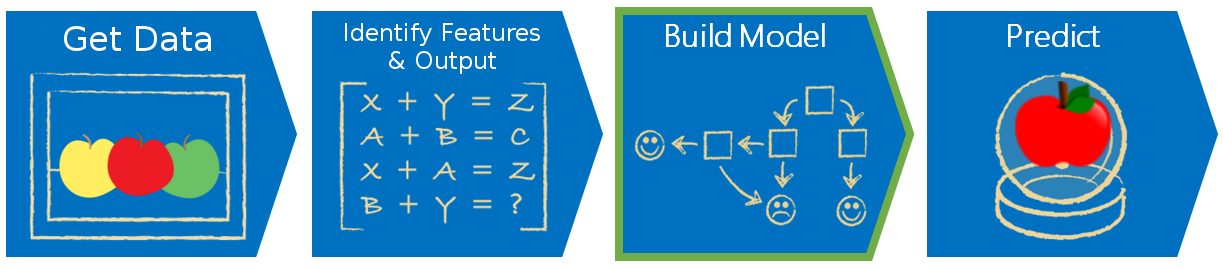 Get Data
Identify Features
& Output
X + Y = Z
A + B = C
X + A = Z
B + Y = ?
Build Model
Predict